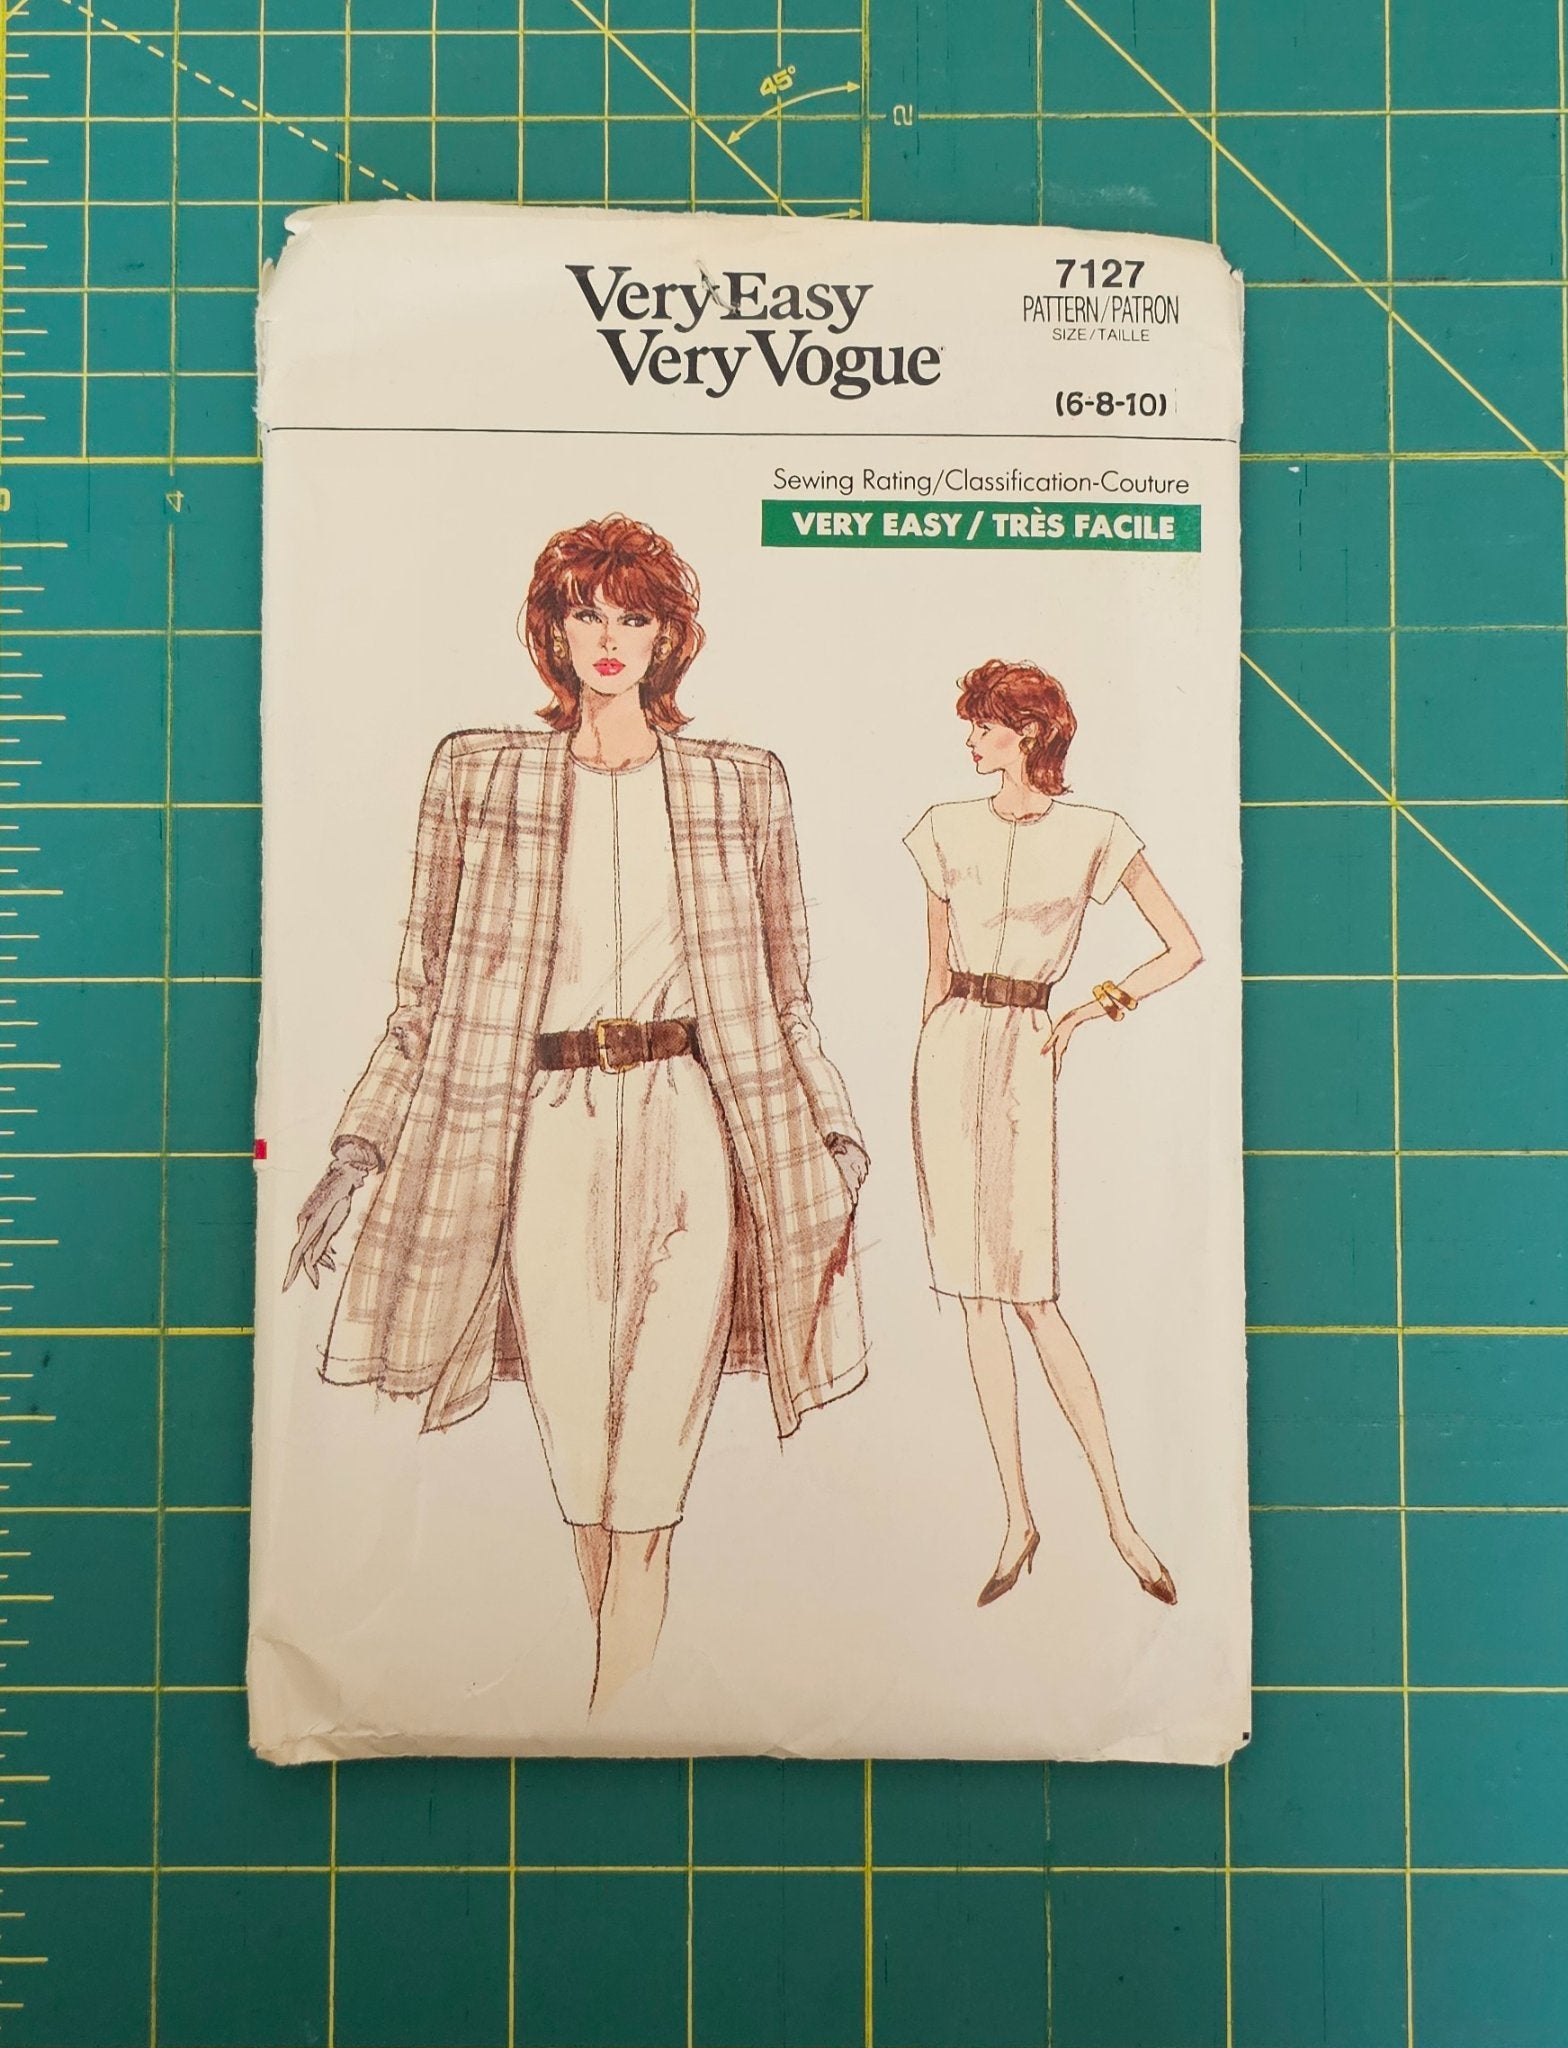 45°
2
Very Easy
Very Vogue
7127
PATTERN/PATRON
SIZE/TAILLE
(6-8-10)
Sewing Rating/Classification-Couture
VERY EASY / TRÈS FACILE
4